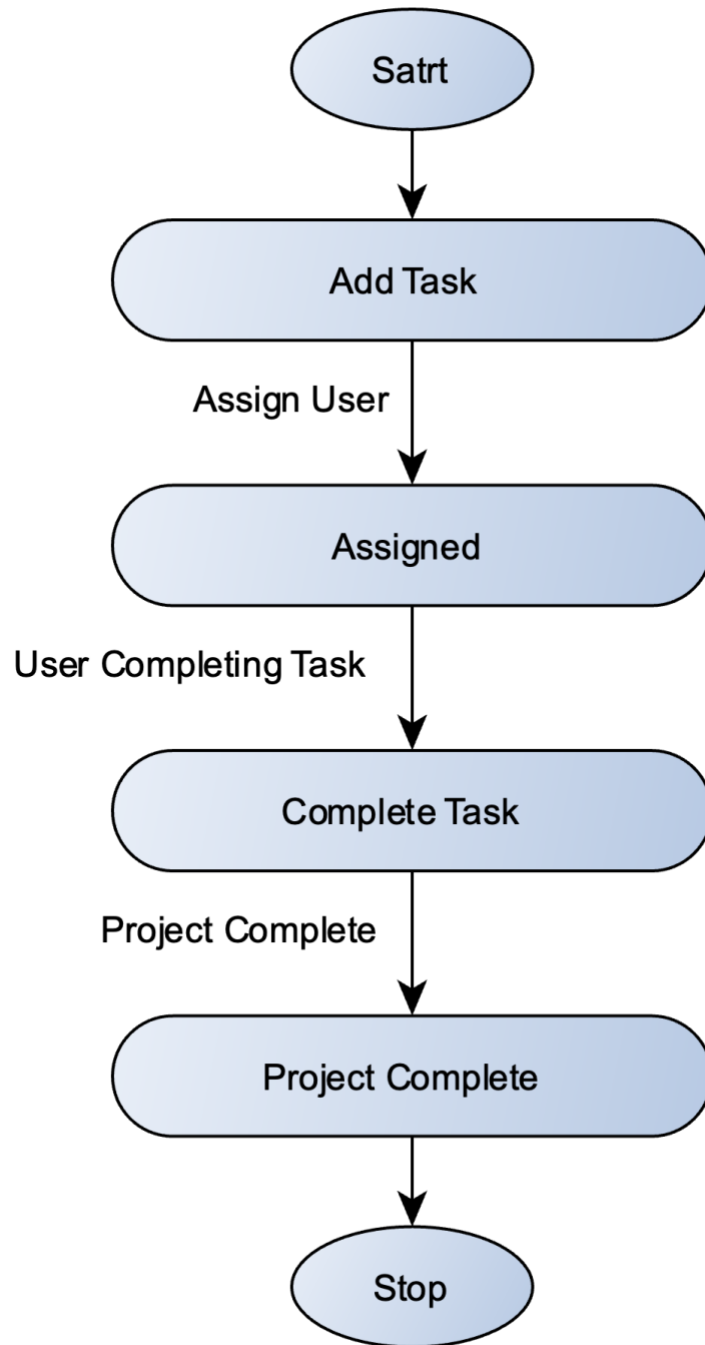 Satrt
Add Task
Assign User
Assigned
User Completing Task
Complete Task
Project Complete
Project Complete
Stop